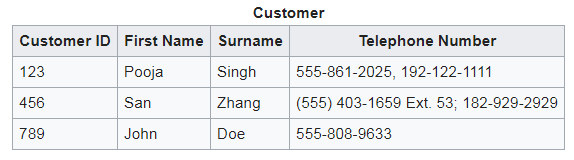 Customer
Customer ID First Name Surname Telephone Number
123 Pooja Singh 555-861-2025, 192-122-1111
456 San Zhang (555) 403-1659 Ext. 53; 182-929-2929
789 John Doe 555-808-9633